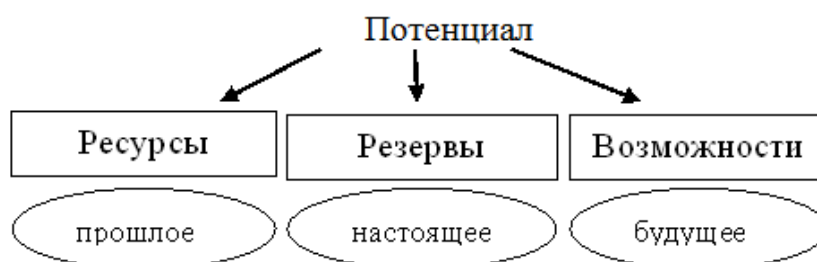 Потенциал
Ресурсы Резервы Возможности
прошлое настоящее будущее